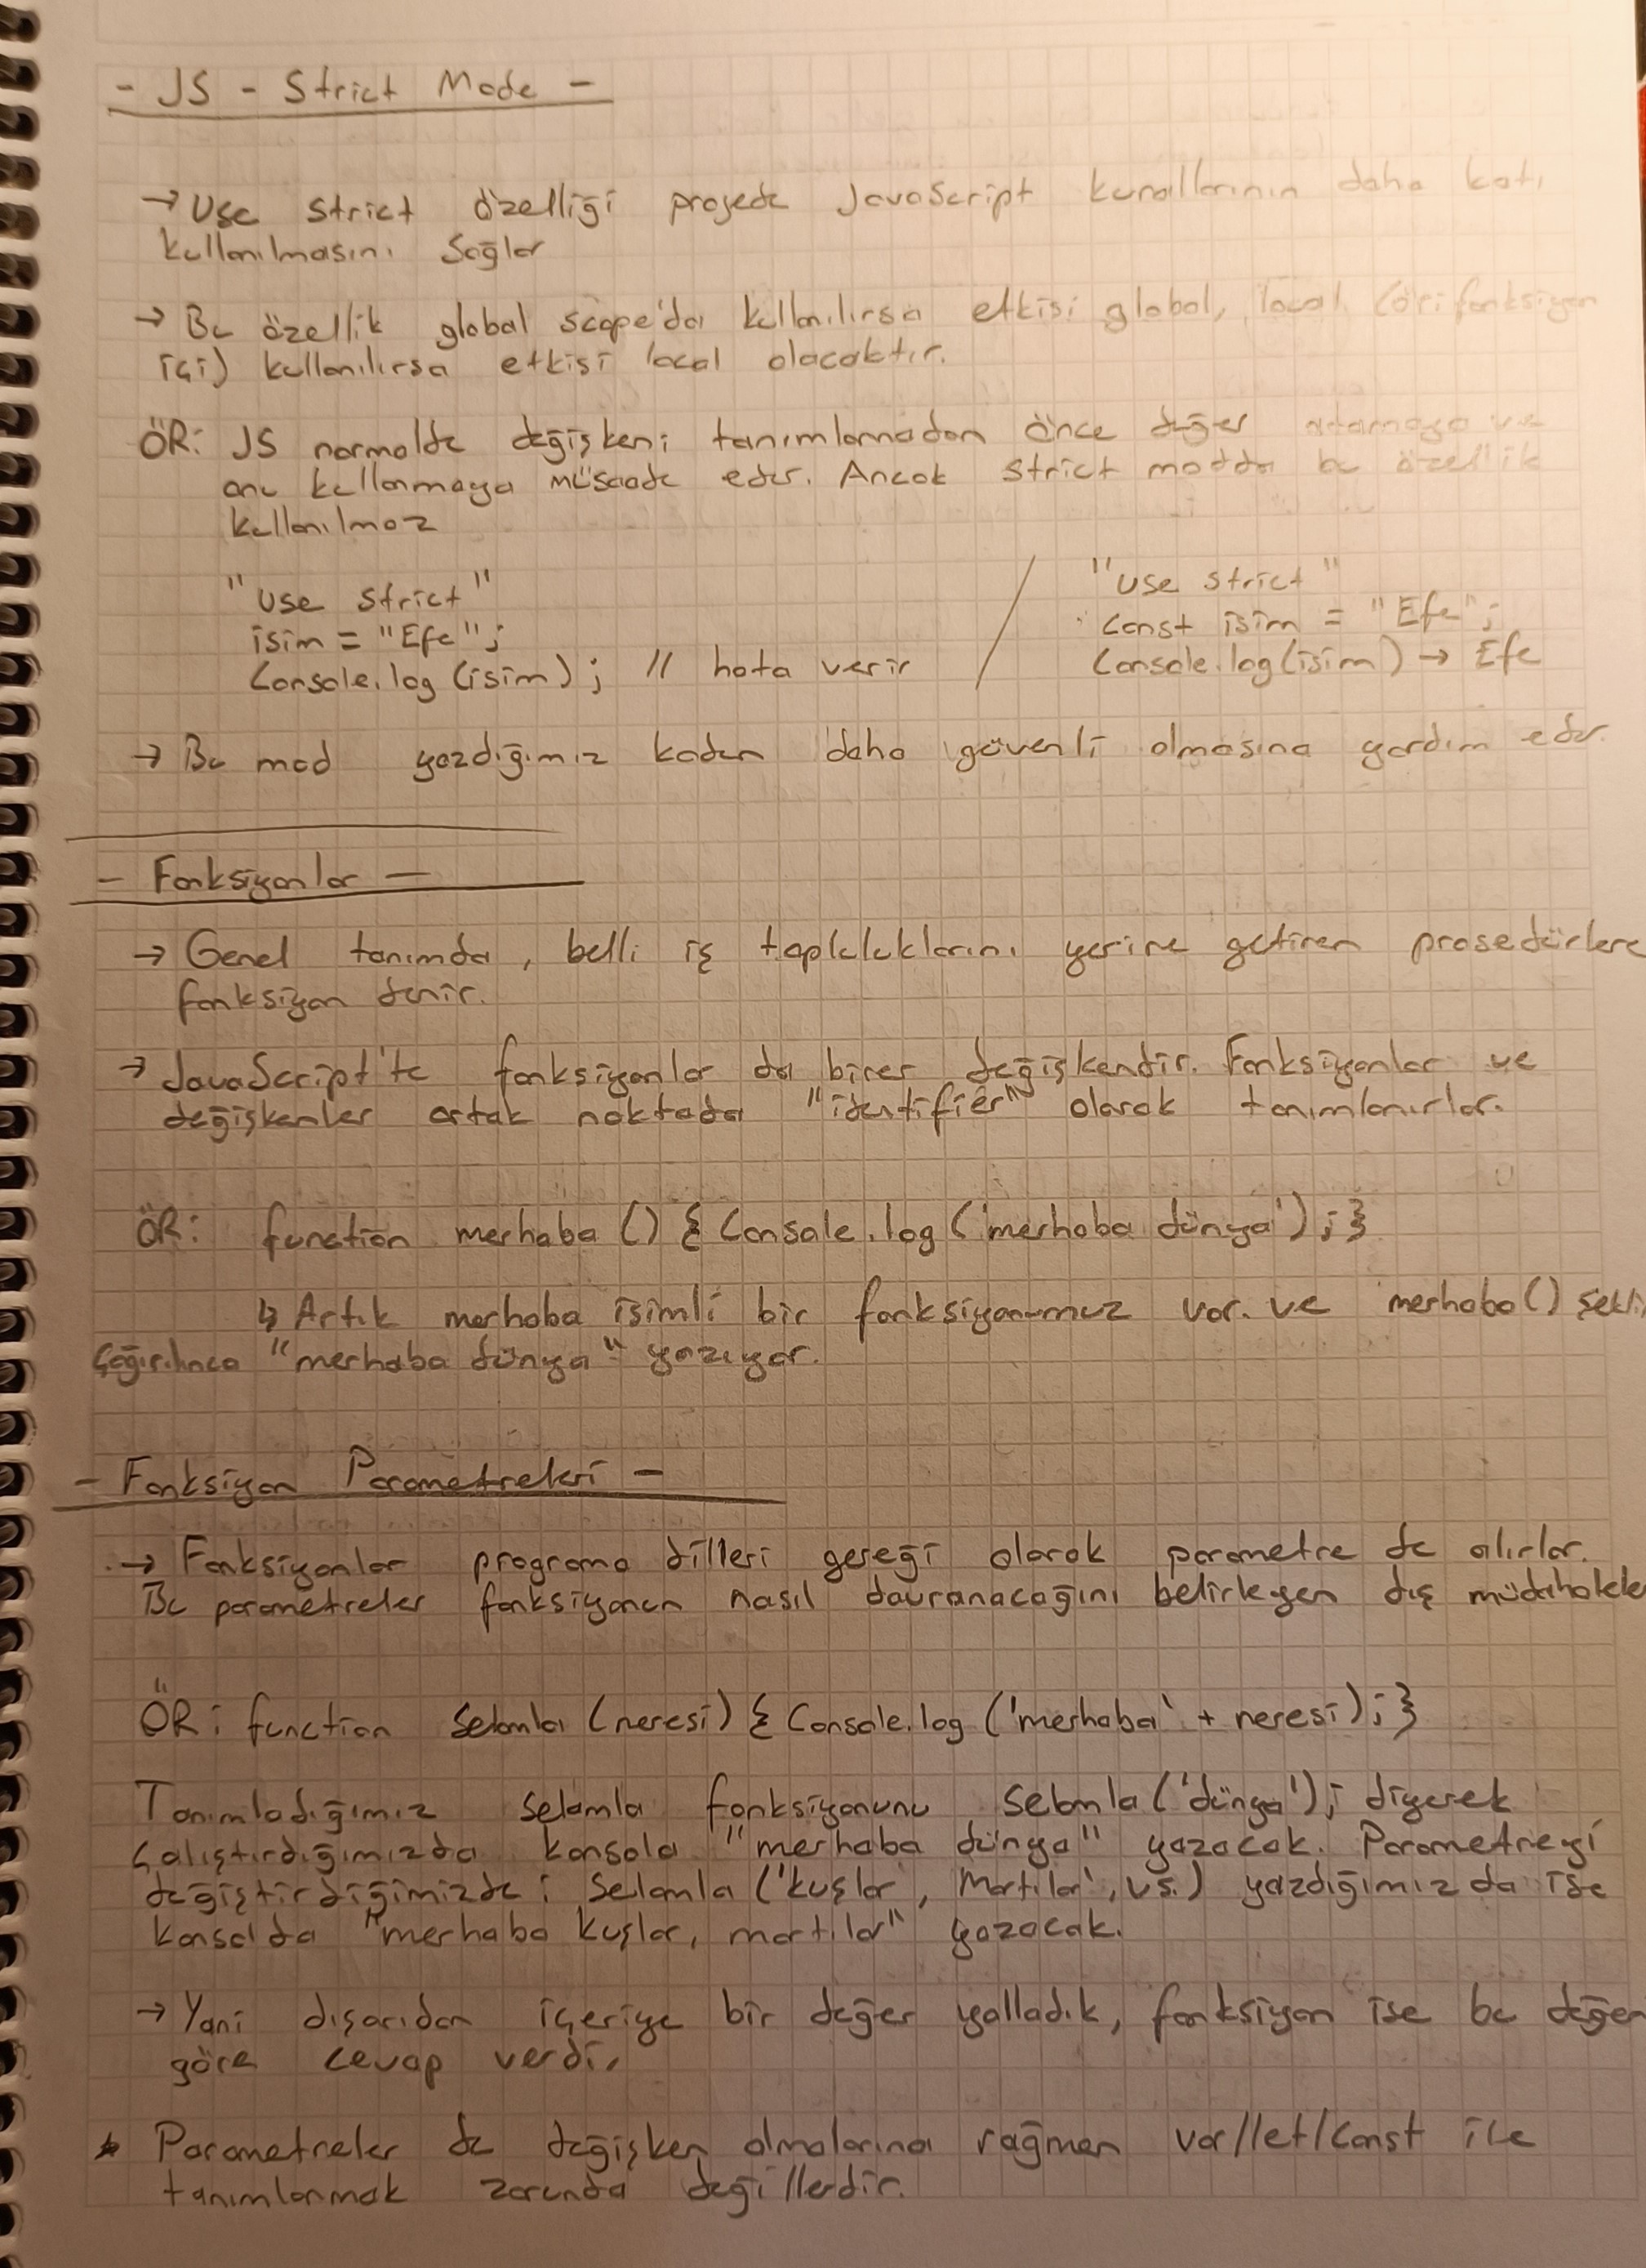 - JS - Strict Mode -
→ Use strict özelliği projede JavaScript kurallarının daha katı
kullanılmasını sağlar
→ Bu özellik global scope'da kullanılırsa etkisi global, local (ör: fonksiyon
içi) kullanılırsa etkisi local olacaktır.
ÖR: JS normalde değişkeni tanımlamadan önce değer atamaya ve
onu kullanmaya müsaade eder. Ancak strict modda bu özellik
kullanılmaz
"use strict"
isim = "Efe";
Console.log(isim); // hata verir
"use strict"
Const isim = "Efe";
Console.log(isim) → Efe
→ Bu mod yazdığımız kodun daha güvenli olmasına yardım eder.
- Fonksiyonlar -
→ Genel tanımda, belli iş topluluklarını yerine getiren prosedürlere
fonksiyon denir.
→ JavaScript'te fonksiyonlar da birer değişkendir. Fonksiyonlar ve
değişkenler ortak noktada "identifier" olarak tanımlanırlar.
ÖR: function merhaba () { Console.log ('merhaba dünya'); }
↳ Artık merhaba isimli bir fonksiyonumuz var. ve merhaba()
çağırılınca "merhaba dünya" yazıyor.
- Fonksiyon Parametreleri -
→ Fonksiyonlar programa dilleri gereği olarak parametre de alırlar.
Bu parametreler fonksiyonun nasıl davranacağını belirleyen dış
ÖR: function selamla (neresi) { Console.log ('merhaba' + neresi); }
Tanımladığımız selamla fonksiyonunu selamla('dünya'); diyerek
çalıştırdığımızda konsola "merhaba dünya" yazacak. Parametreyi
değiştirdiğimizde; selamla ('kuşlar', Martılar', vs.) yazdığımızda ise
konsolda "merhaba kuşlar, martılar" yazacak.
→ Yani dışarıdan içeriye bir değer yolladık, fonksiyon ise bu
göre cevap verdi.
* Parametreler de değişken olmalarına rağmen var/let/const ile
tanımlanmak zorunda değillerdir.